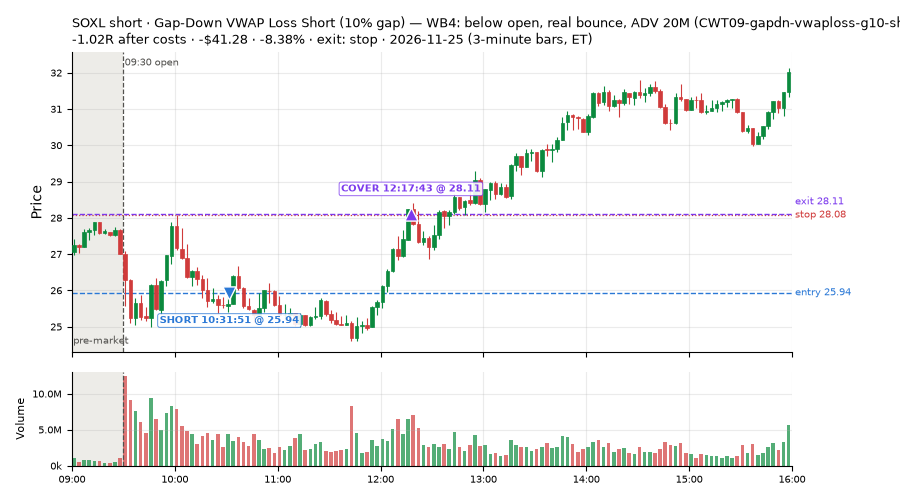 SOXL short · Gap-Down VWAP Loss Short (10% gap) — WB4: below open, real bounce, ADV 20M (CWT09-gapdn-vwaploss-g10-sh
-1.02R after costs · -$41.28 · -8.38% · exit: stop · 2026-11-25 (3-minute bars, ET)
09:30 open
32
31
30
29
28
27
26
25
Price
COVER 12:17:43 @ 28.11
exit 28.11
stop 28.08
entry 25.94
SHORT 10:31:51 @ 25.94
pre-market
10.0M
5.0M
0k
Volume
09:00
10:00
11:00
12:00
13:00
14:00
15:00
16:00